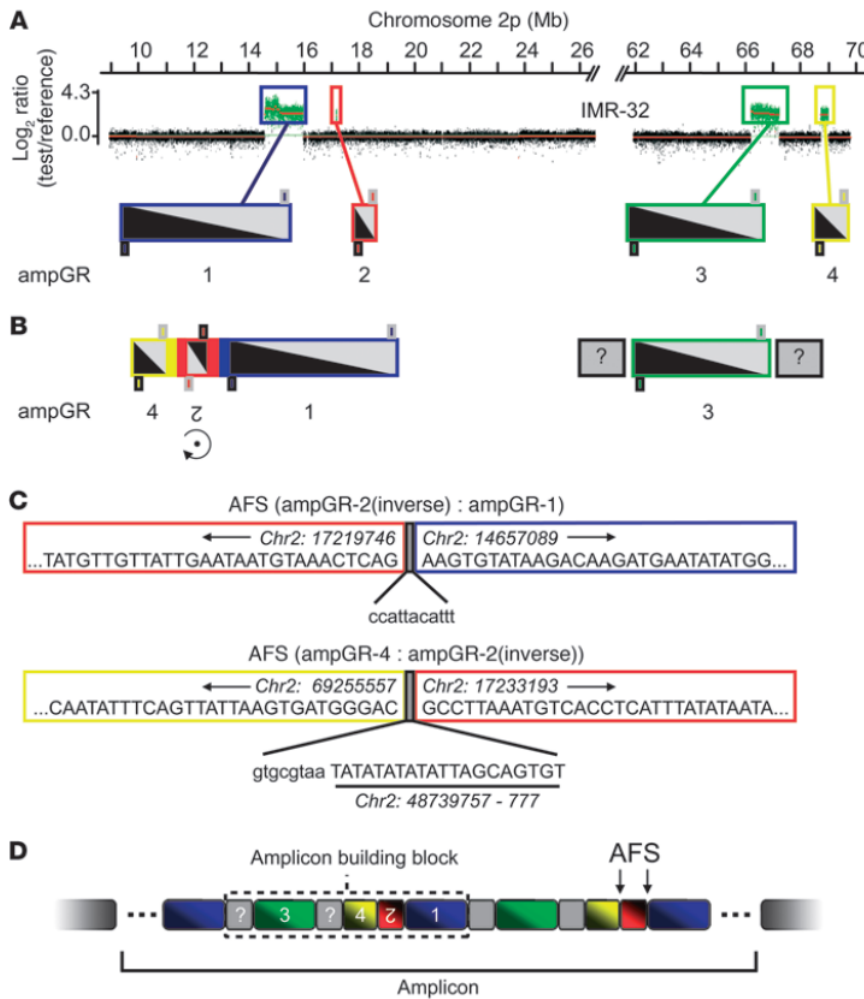 A
Chromosome 2p (Mb)
10 12 14 16 18 20 22 24 26 62 64 66 68 70
Log2 ratio
(test/reference)
4.3
0.0
IMR-32
ampGR 1 2 3 4
B
? ?
ampGR 4 2 1 3
C
AFS (ampGR-2(inverse) : ampGR-1)
Chr2: 17219746 Chr2: 14657089
...TATGTTGTTATTGAATAATGTAAACTCAG AAGTGTATAAGACAAGATGAATATATGG...
ccattacattt
AFS (ampGR-4 : ampGR-2(inverse))
Chr2: 69255557 Chr2: 17233193
...CAATATTTCAGTTATTAAGTGATGGGAC GCCTTAAATGTCACCTCATTTATATAATA...
gtgcgtaa TATATATATATTAGCAGTGT
Chr2: 48739757 - 777
D
Amplicon building block
AFS
? 3 ? 4 2 1
Amplicon